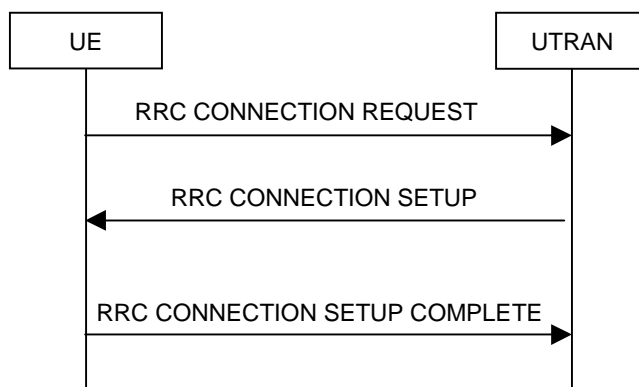 UE
UTRAN
RRC CONNECTION REQUEST
RRC CONNECTION SETUP
RRC CONNECTION SETUP COMPLETE